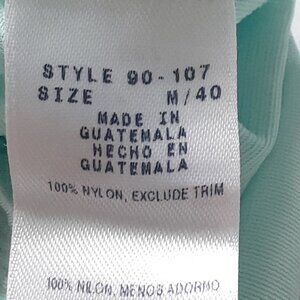 STYLE 90-107
SIZE M/40
MADE IN
GUATEMALA
HECHO EN
GUATEMALA
100% NYLON, EXCLUDE TRIM
100% NILON, MENOS ADORNO